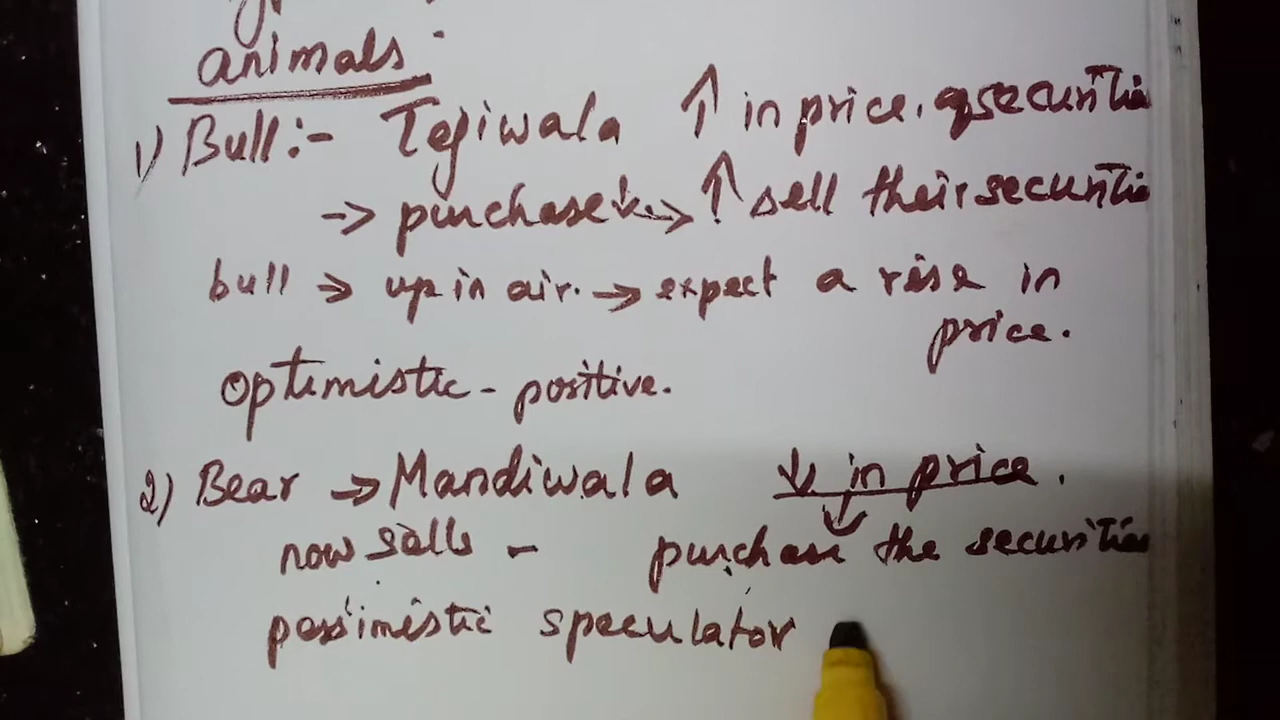 animals:
1) Bull:- Tejiwala ↑ in price. of securities
→ purchase ↓. → ↑ sell their securities
bull → up in air. → expect a rise in
price.
Optimistic - positive.
2) Bear → Mandiwala ↓ in price.
now salls - purchase the securities
pessimistic speculator